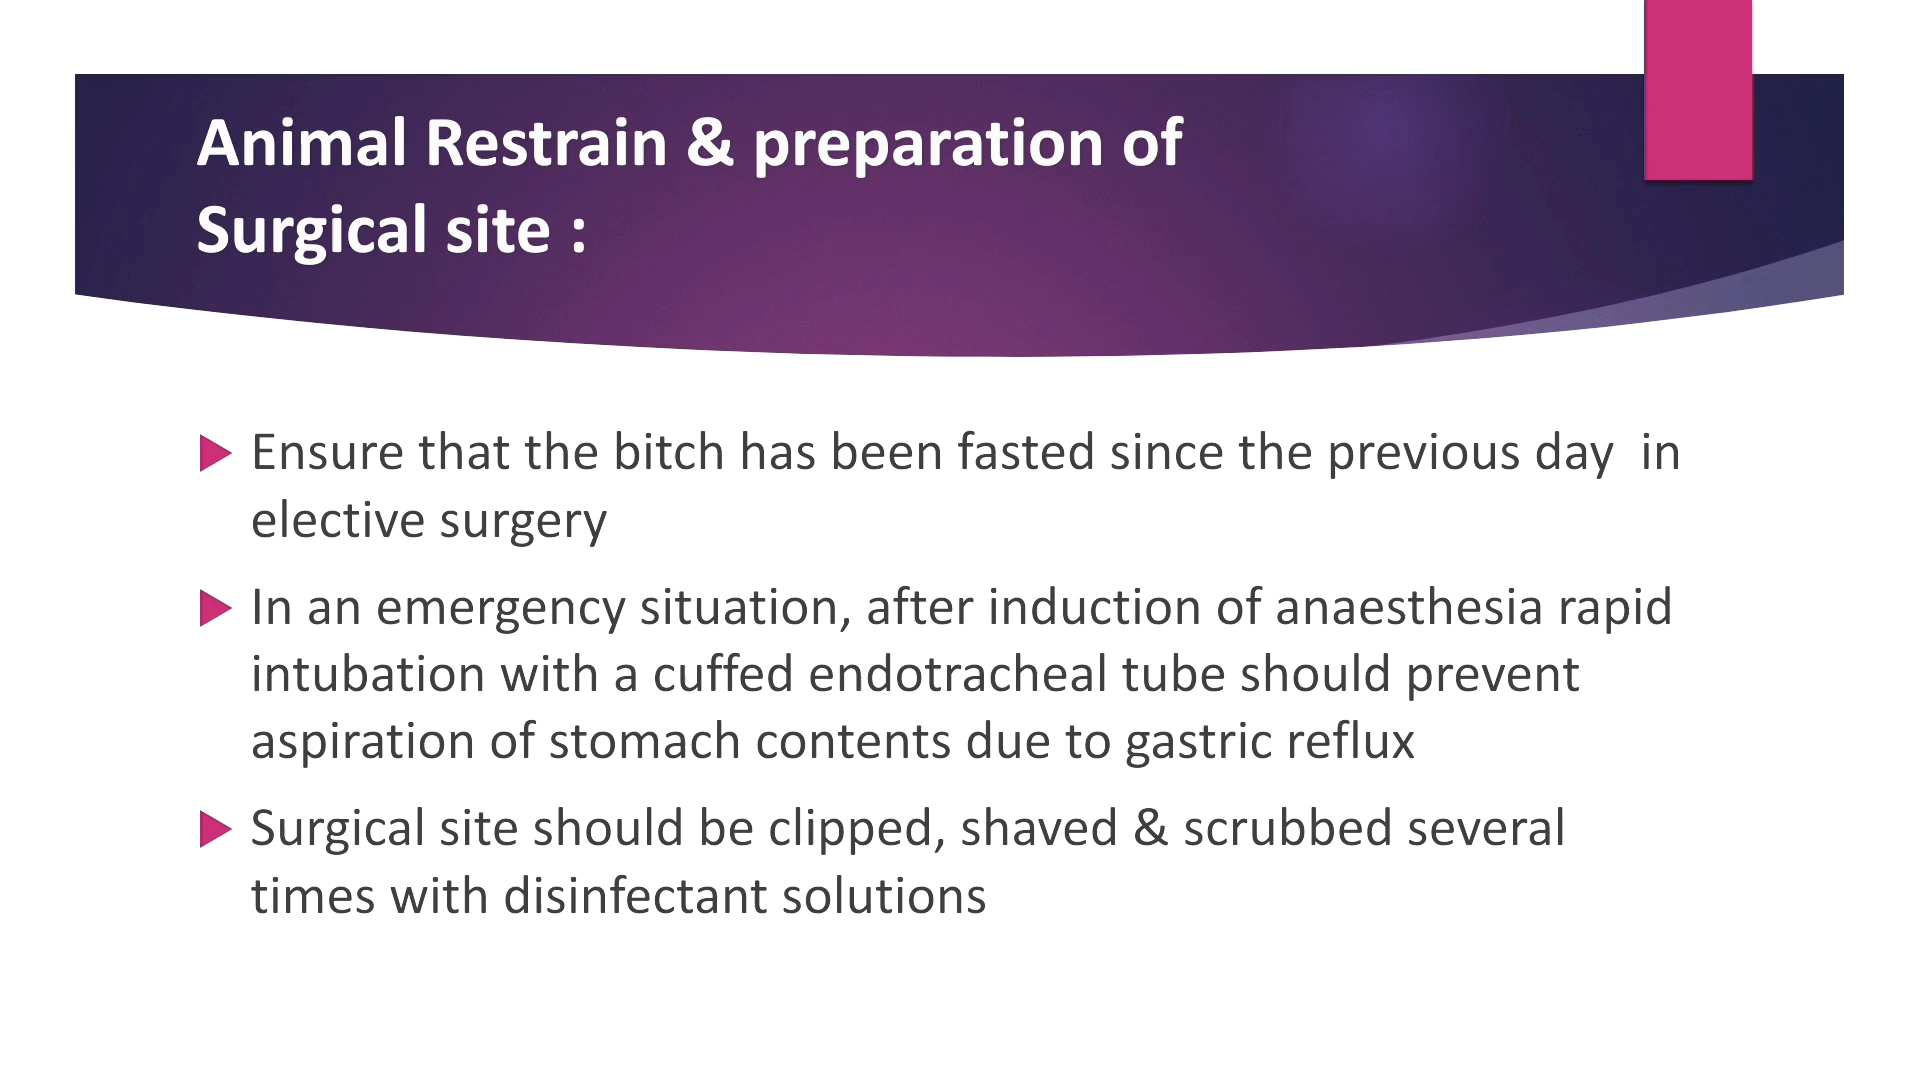 Animal Restrain & preparation of
Surgical site :
Ensure that the bitch has been fasted since the previous day  in
elective surgery
In an emergency situation, after induction of anaesthesia rapid
intubation with a cuffed endotracheal tube should prevent
aspiration of stomach contents due to gastric reflux
Surgical site should be clipped, shaved & scrubbed several
times with disinfectant solutions